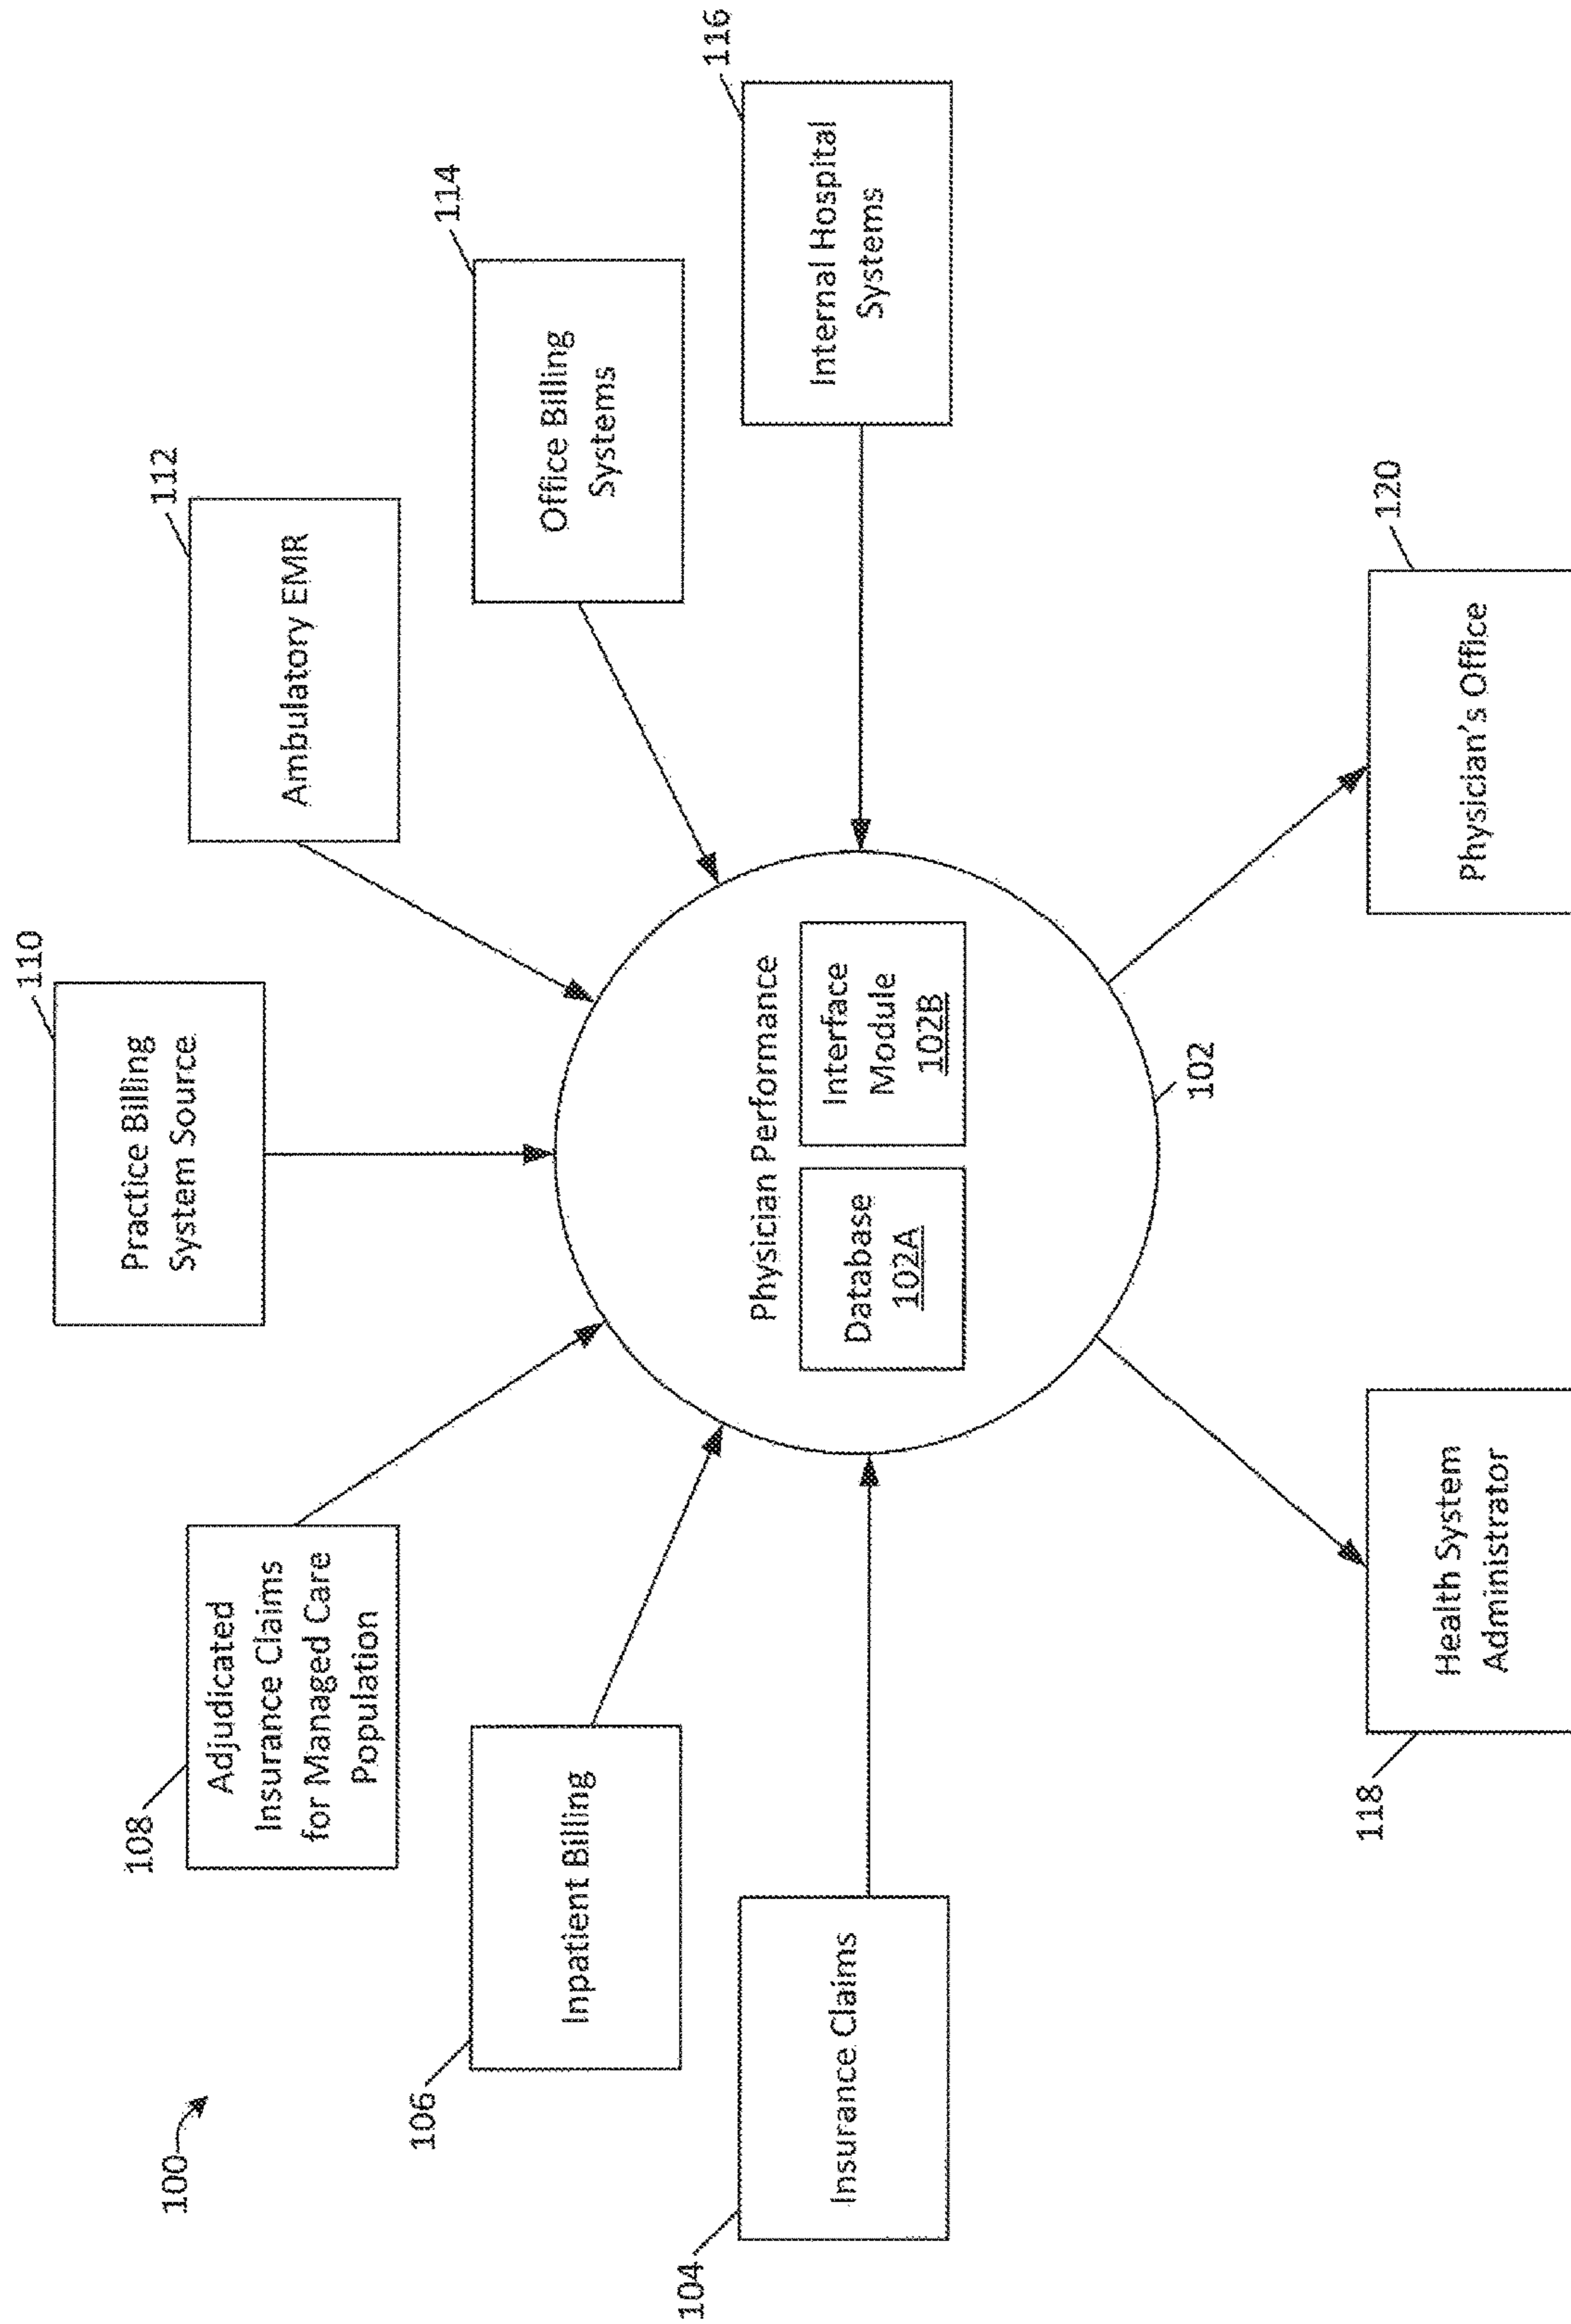 100
110
Practice Billing
System Source
108
Adjudicated
Insurance Claims
for Managed Care
Population
112
Ambulatory EMR
106
Inpatient Billing
114
Office Billing
Systems
104
Insurance Claims
116
Internal Hospital
Systems
Physician Performance
Database
102A
Interface
Module
102B
102
118
Health System
Administrator
120
Physician's Office